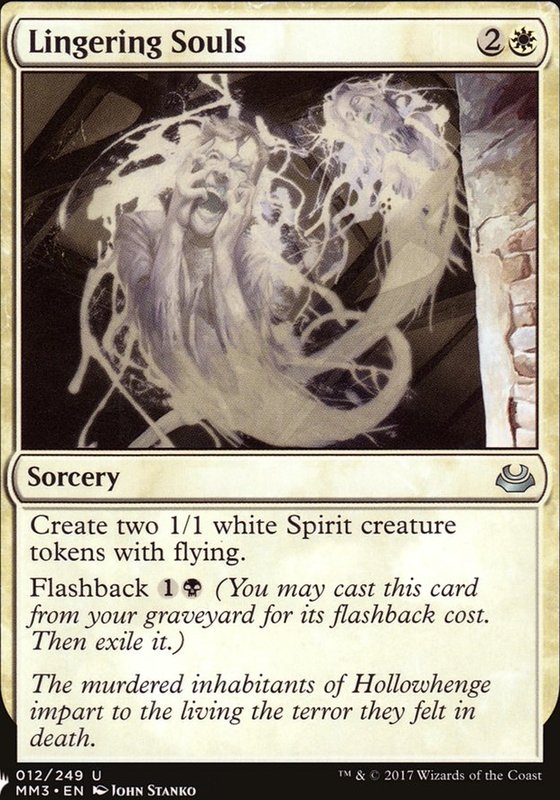 Lingering Souls 2
Sorcery
Create two 1/1 white Spirit creature
tokens with flying.
Flashback 1 (You may cast this card
from your graveyard for its flashback cost.
Then exile it.)
The murdered inhabitants of Hollowhenge
impart to the living the terror they felt in
death.
012/249 U
MM3 • EN John Stanko
™ & © 2017 Wizards of the Coast